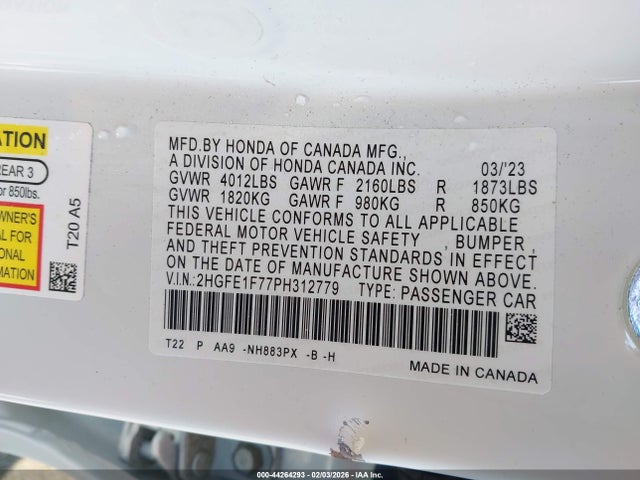 ATION
REAR 3
r 850lbs.
WNER'S
AL FOR
TIONAL
RMATION
T20 A5
MFD.BY HONDA OF CANADA MFG.,
A DIVISION OF HONDA CANADA INC. 03/'23
GVWR 4012LBS GAWR F 2160LBS R 1873LBS
GVWR 1820KG GAWR F 980KG R 850KG
THIS VEHICLE CONFORMS TO ALL APPLICABLE
FEDERAL MOTOR VEHICLE SAFETY , BUMPER ,
AND THEFT PREVENTION STANDARDS IN EFFECT
ON THE DATE OF MANUFACTURE SHOWN ABOVE.
V.I.N.:2HGFE1F77PH312779 TYPE: PASSENGER CAR
T22 P AA9 -NH883PX -B -H
MADE IN CANADA
000-44264293 - 02/03/2026 - IAA Inc.